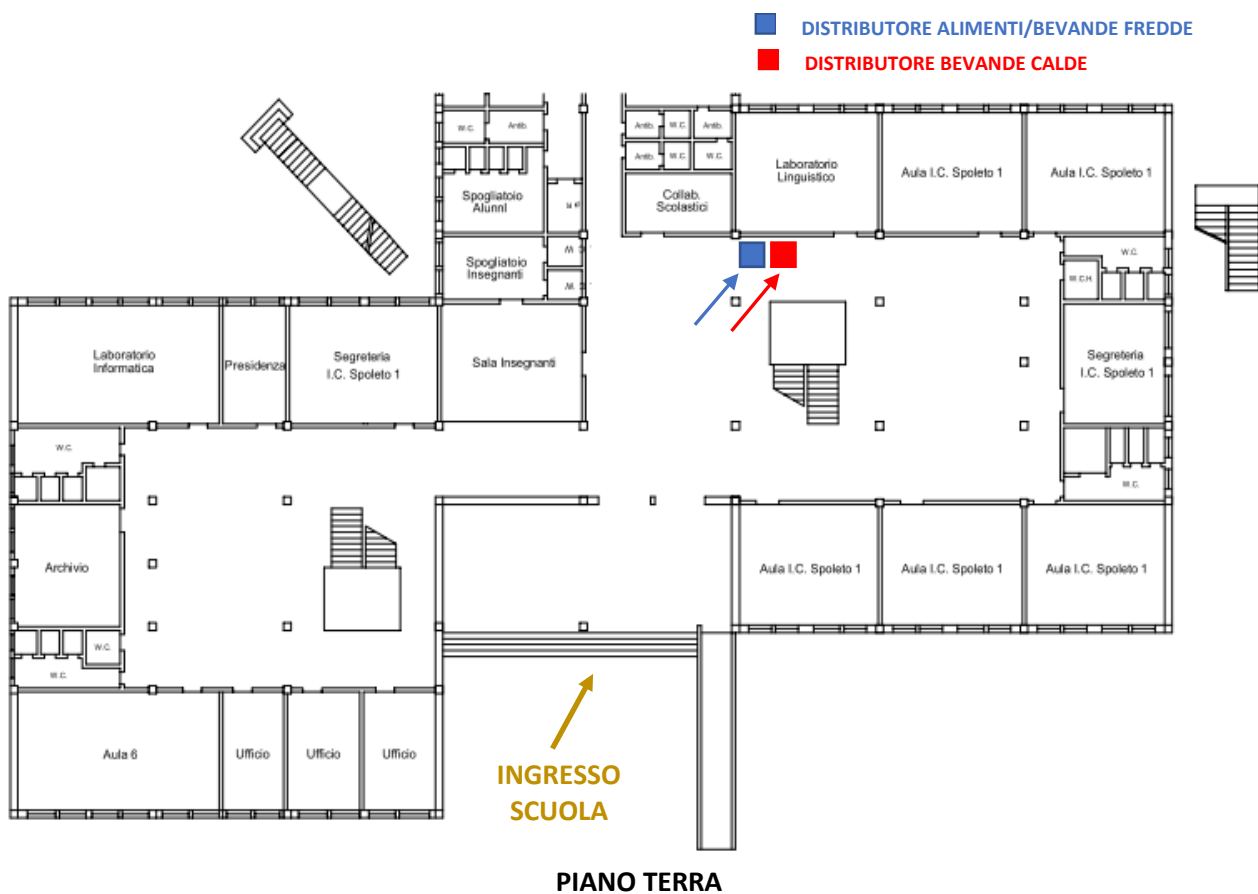 DISTRIBUTORE ALIMENTI/BEVANDE FREDDE
DISTRIBUTORE BEVANDE CALDE
W.C.
Antib.
Antib.
W.C.
Antib.
Antib.
W.C.
W.C.
Laboratorio
Linguistico
Aula I.C. Spoleto 1
Aula I.C. Spoleto 1
Spogliatoio
Alunni
Collab.
Scolastici
Spogliatoio
Insegnanti
W.C.
W.C.H.
Laboratorio
Informatica
Presidenza
Segreteria
I.C. Spoleto 1
Sala Insegnanti
Segreteria
I.C. Spoleto 1
W.C.
W.C.
Archivio
Aula I.C. Spoleto 1
Aula I.C. Spoleto 1
Aula I.C. Spoleto 1
W.C.
W.C.
Aula 6
Ufficio
Ufficio
Ufficio
INGRESSO
SCUOLA
PIANO TERRA